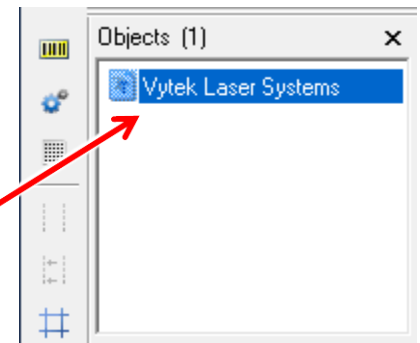 Objects (1)
Vytek Laser Systems